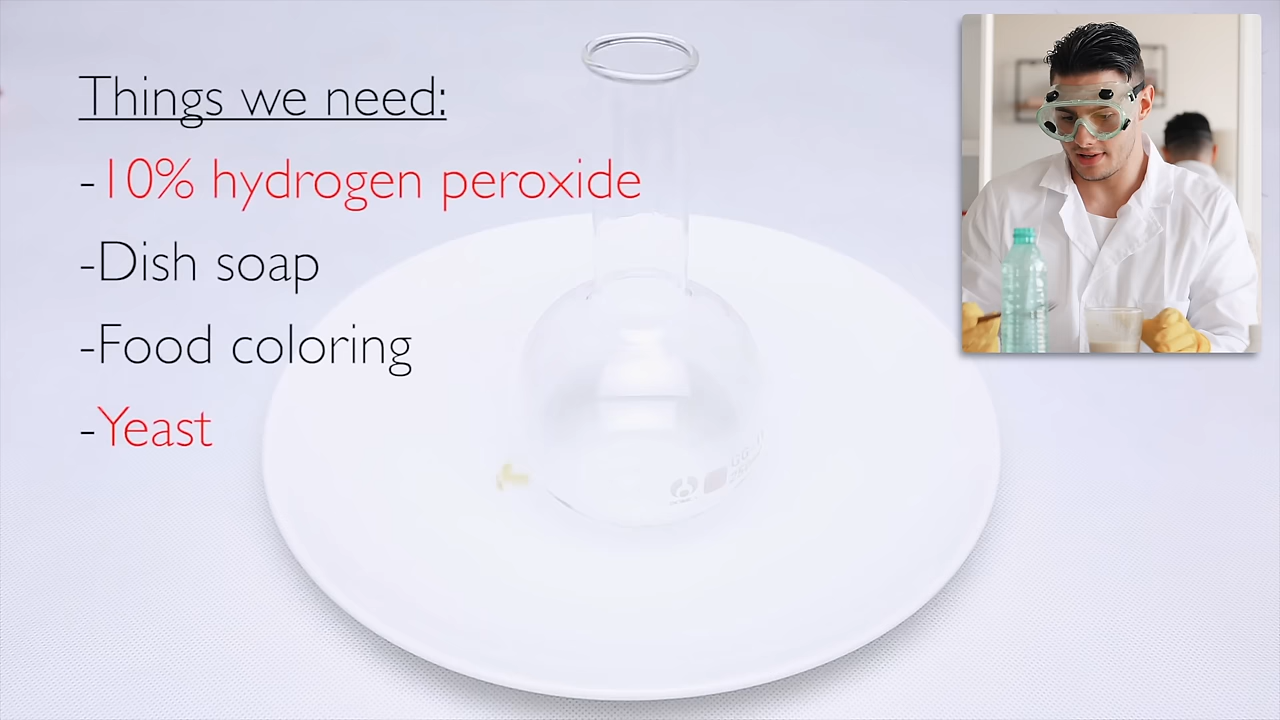 Things we need:
-10% hydrogen peroxide
-Dish soap
-Food coloring
-Yeast